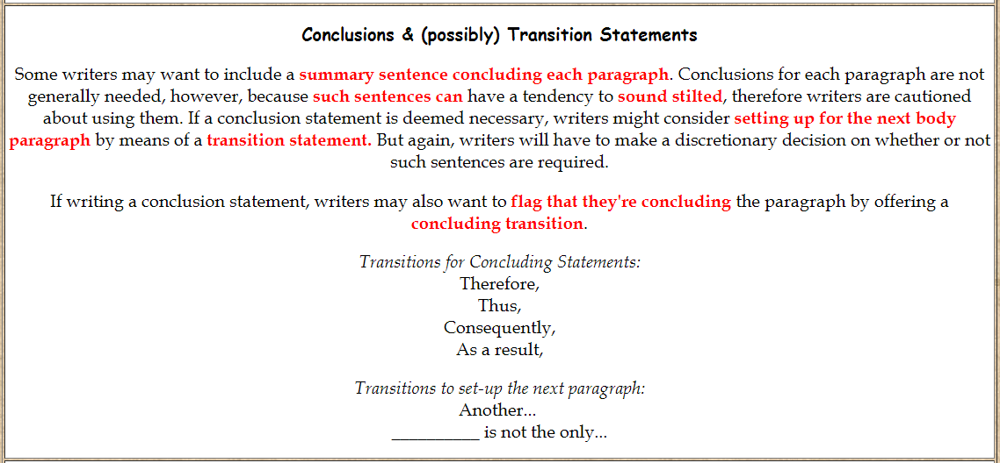 Conclusions & (possibly) Transition Statements
Some writers may want to include a summary sentence concluding each paragraph. Conclusions for each paragraph are not
generally needed, however, because such sentences can have a tendency to sound stilted, therefore writers are cautioned
about using them. If a conclusion statement is deemed necessary, writers might consider setting up for the next body
paragraph by means of a transition statement. But again, writers will have to make a discretionary decision on whether or not
such sentences are required.
If writing a conclusion statement, writers may also want to flag that they're concluding the paragraph by offering a
concluding transition.
Transitions for Concluding Statements:
Therefore,
Thus,
Consequently,
As a result,
Transitions to set-up the next paragraph:
Another...
__________ is not the only...